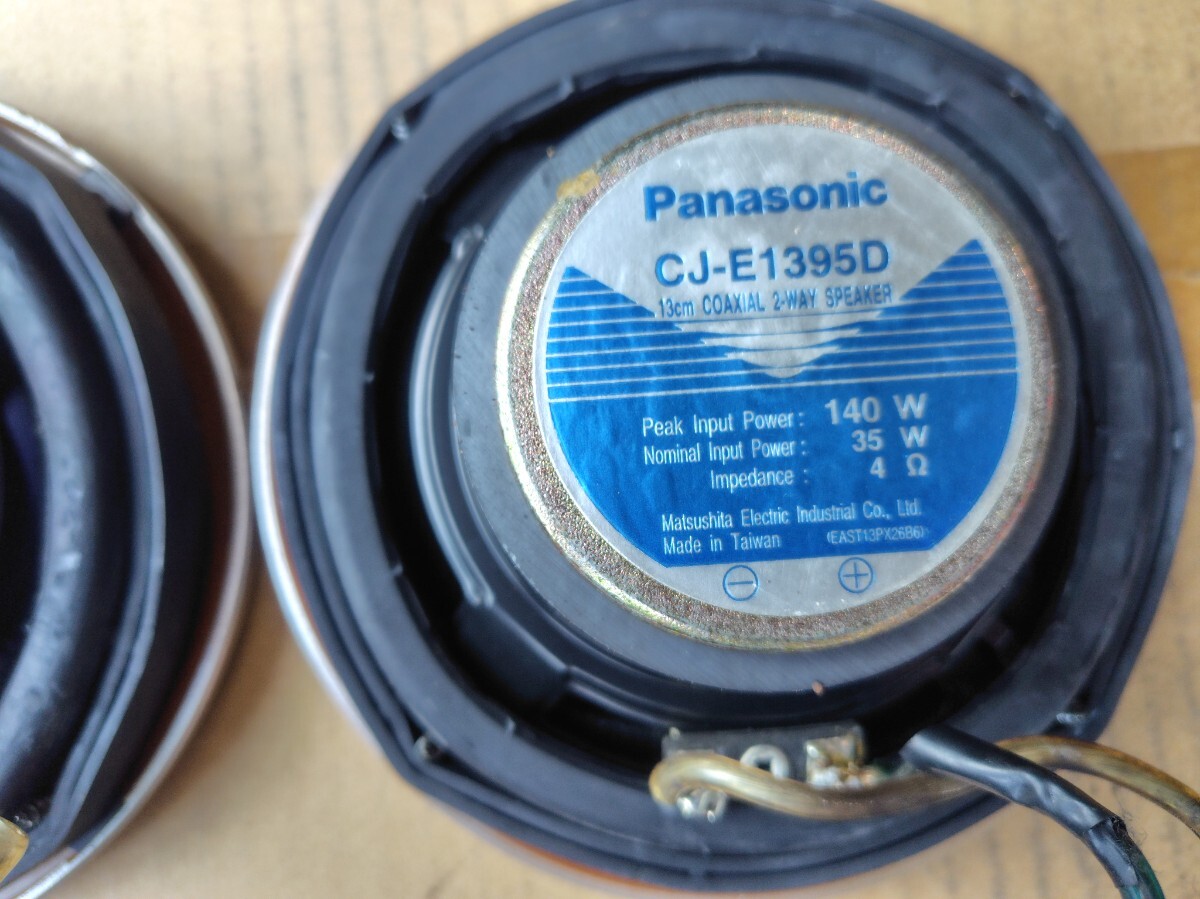 Panasonic
CJ-E1395D
13cm COAXIAL 2-WAY SPEAKER
Peak Input Power: 140 W
Nominal Input Power: 35 W
Impedance : 4 Ω
Matsushita Electric Industrial Co., Ltd.
Made in Taiwan (EAST13PX26B6)
⊖ ⊕